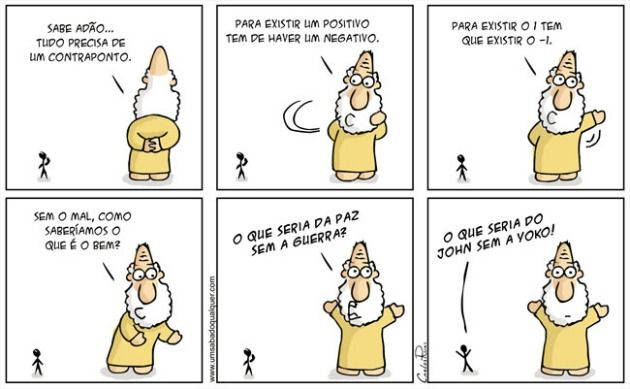 SABE ADÃO...
TUDO PRECISA DE
UM CONTRAPONTO.
PARA EXISTIR UM POSITIVO
TEM DE HAVER UM NEGATIVO.
PARA EXISTIR O 1 TEM
QUE EXISTIR O -1.
SEM O MAL, COMO
SABERÍAMOS O
QUE É O BEM?
www.umsabadoqualquer.com
O QUE SERIA DA PAZ
SEM A GUERRA?
O QUE SERIA DO
JOHN SEM A YOKO!